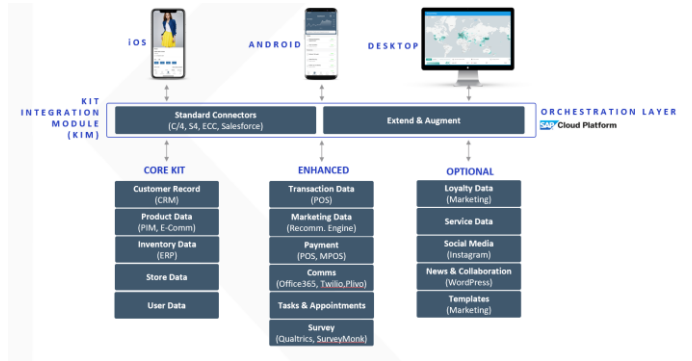 iOS
ANDROID
DESKTOP
KIT
INTEGRATION
MODULE
(KIM)
Standard Connectors
(C/4, S4, ECC, Salesforce)
Extend & Augment
ORCHESTRATION LAYER
SAP Cloud Platform
CORE KIT
Customer Record
(CRM)
Product Data
(PIM, E-Comm)
Inventory Data
(ERP)
Store Data
User Data
ENHANCED
Transaction Data
(POS)
Marketing Data
(Recomm. Engine)
Payment
(POS, MPOS)
Comms
(Office365, Twilio,Plivo)
Tasks & Appointments
Survey
(Qualtrics, SurveyMonk)
OPTIONAL
Loyalty Data
(Marketing)
Service Data
Social Media
(Instagram)
News & Collaboration
(WordPress)
Templates
(Marketing)